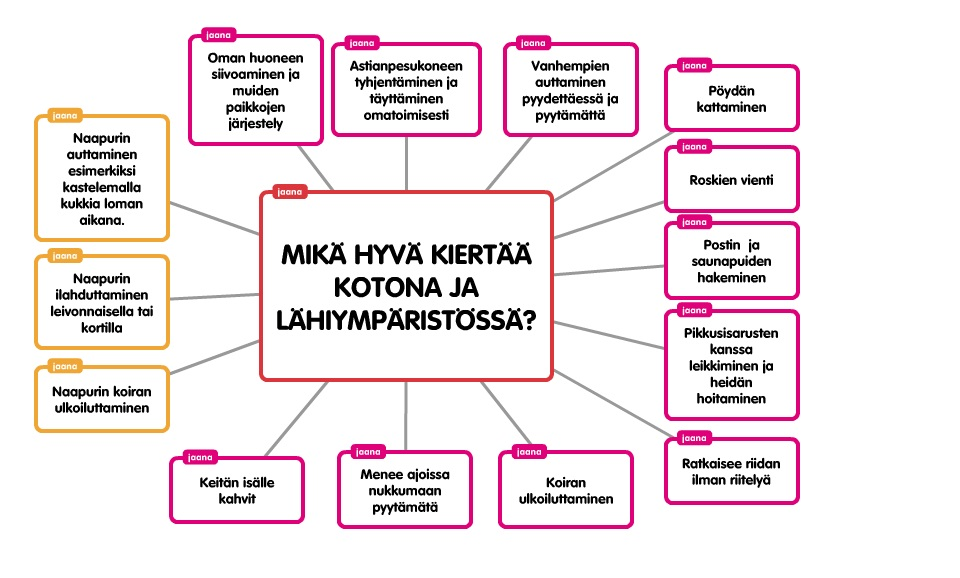 jaana
Oman huoneen
siivoaminen ja
muiden
paikkojen
järjestely
jaana
Astianpesukoneen
tyhjentäminen ja
täyttäminen
omatoimisesti
jaana
Vanhempien
auttaminen
pyydettäessä ja
pyytämättä
jaana
Pöydän
kattaminen
jaana
Naapurin
auttaminen
esimerkiksi
kastelemalla
kukkia loman
aikana.
jaana
Roskien vienti
jaana
MIKÄ HYVÄ KIERTÄÄ
KOTONA JA
LÄHIYMPÄRISTÖSSÄ?
jaana
Postin ja
saunapuiden
hakeminen
jaana
Naapurin
ilahduttaminen
leivonnaisella tai
kortilla
jaana
Pikkusisarusten
kanssa
leikkiminen ja
heidän
hoitaminen
jaana
Naapurin koiran
ulkoiluttaminen
jaana
Keitän isälle
kahvit
jaana
Menee ajoissa
nukkumaan
pyytämätä
jaana
Koiran
ulkoiluttaminen
jaana
Ratkaisee riidan
ilman riitelyä